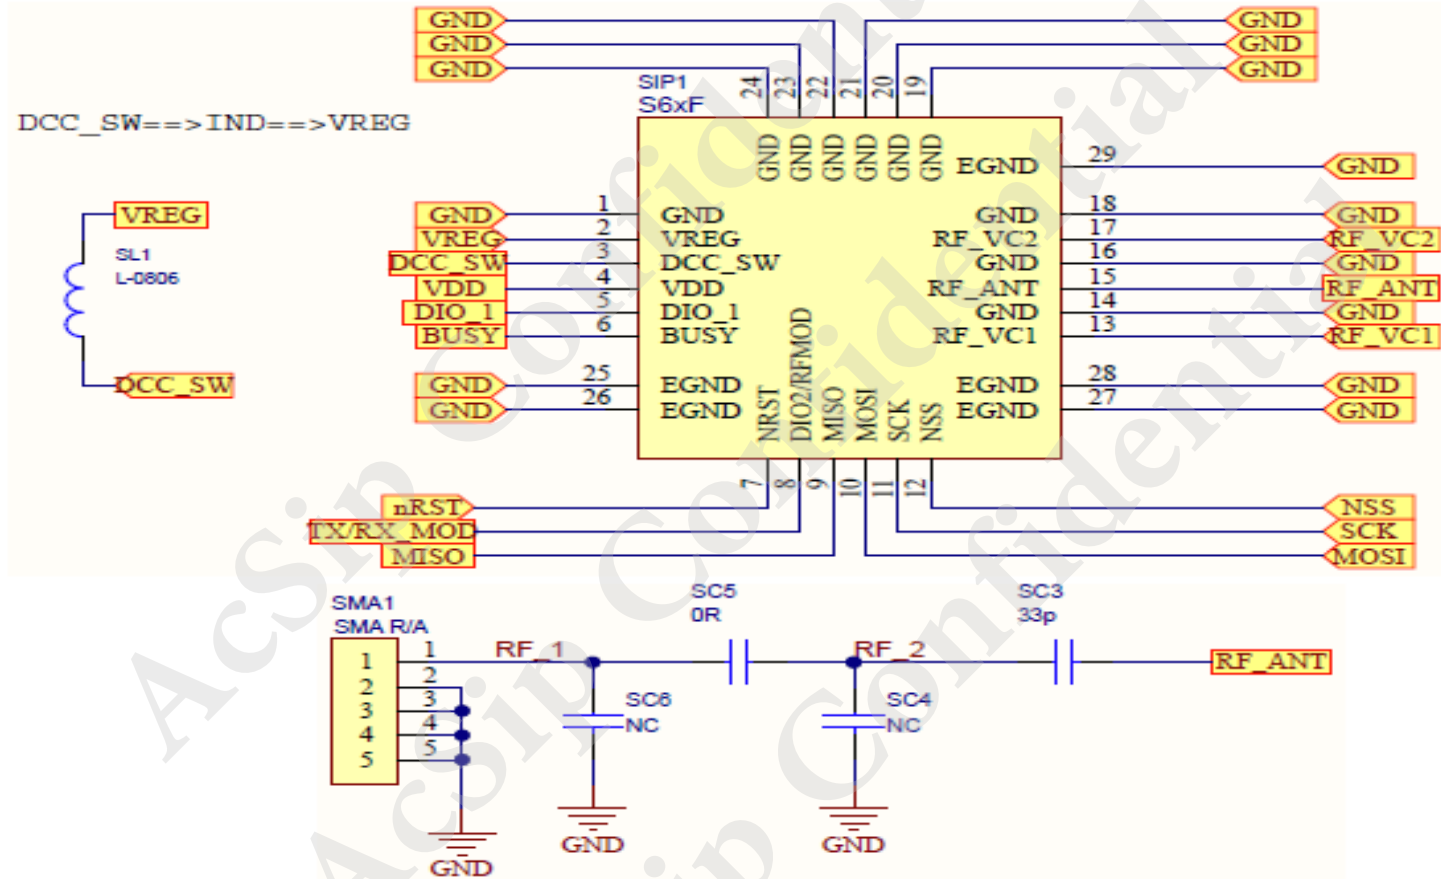 GND
GND
GND
GND
GND
GND
SIP1
S6xF
24
23
22
21
20
19
DCC_SW==>IND==>VREG
GND
GND
GND
GND
GND
GND
EGND
29
GND
VREG
SL1
L-0806
DCC_SW
GND
1
GND
GND
18
GND
VREG
2
VREG
RF_VC2
17
RF_VC2
DCC_SW
3
DCC_SW
GND
16
GND
VDD
4
VDD
RF_ANT
15
RF_ANT
DIO_1
5
DIO_1
GND
14
GND
BUSY
6
BUSY
RF_VC1
13
RF_VC1
GND
25
EGND
EGND
28
GND
GND
26
EGND
EGND
27
GND
NRST
DIO2/RFMOD
MISO
MOSI
SCK
NSS
7
8
9
10
11
12
nRST
NSS
TX/RX_MOD
SCK
MISO
MOSI
SMA1
SMA R/A
SC5
0R
SC3
33p
1
1
RF_1
RF_2
RF_ANT
2
2
3
3
4
4
5
5
SC6
NC
SC4
NC
GND
GND
GND
AcSip Confidential
AcSip Confidential
AcSip Confidential